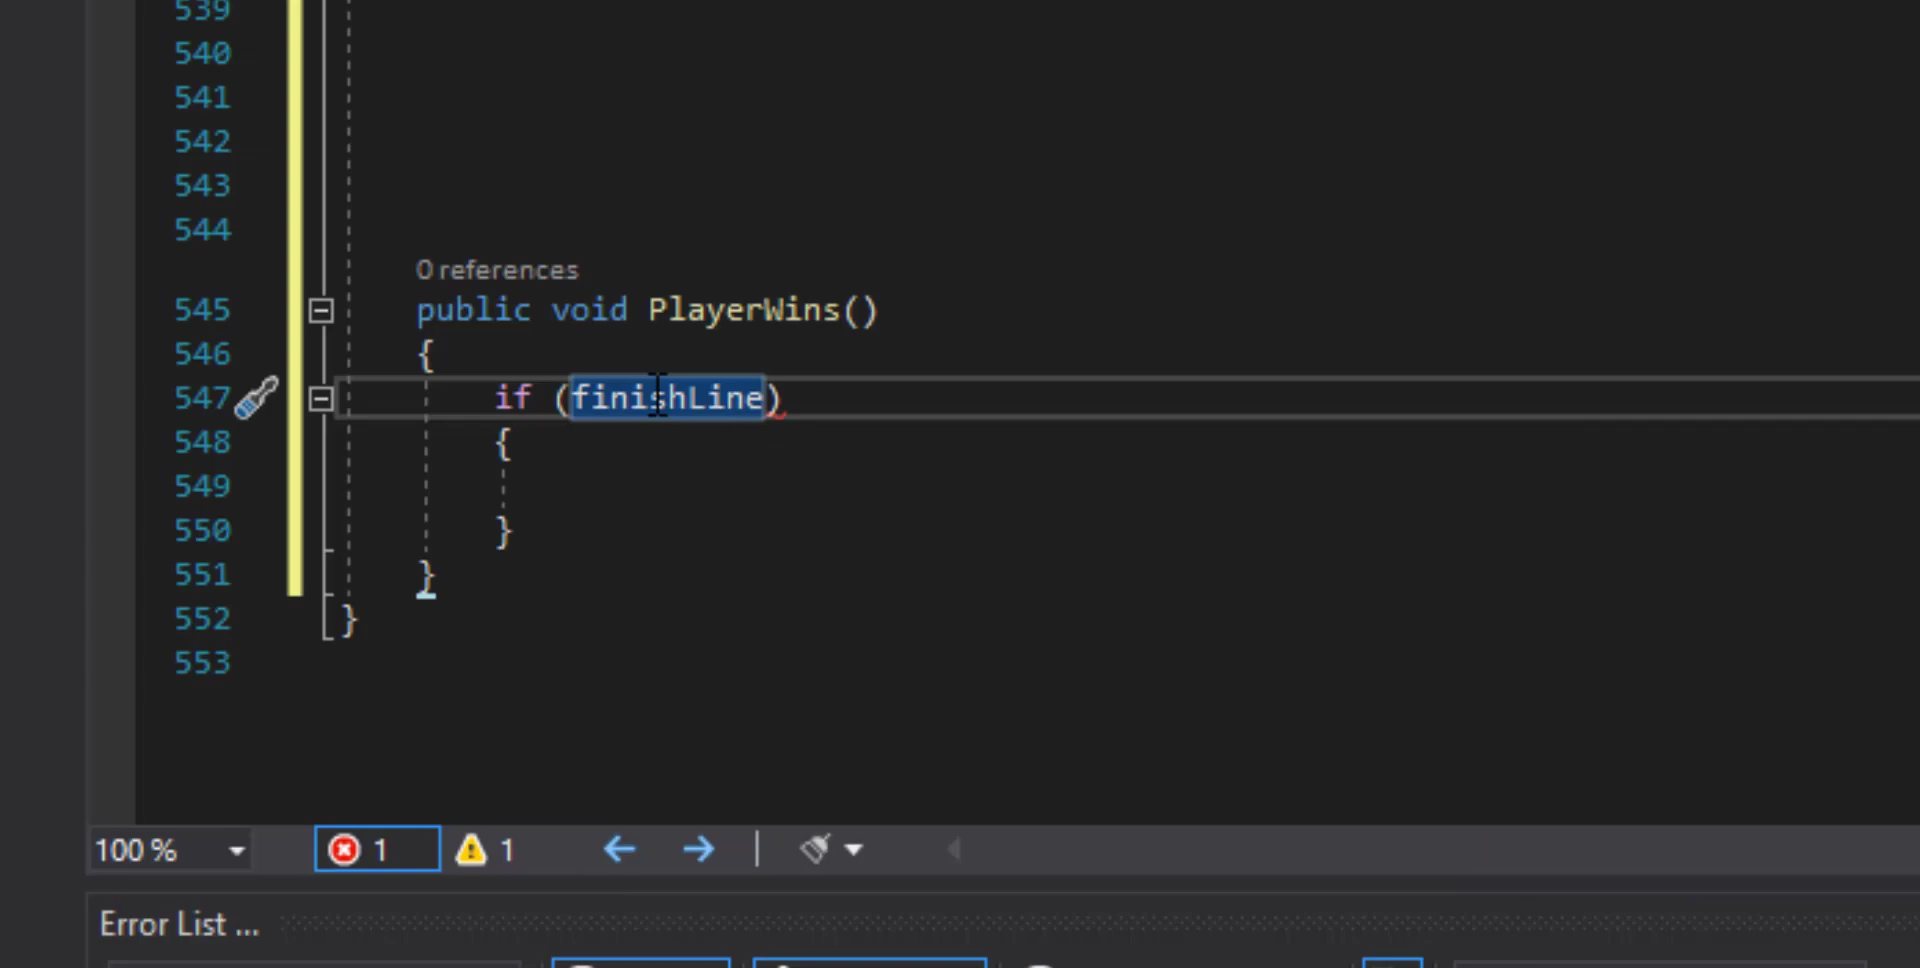 539
540
541
542
543
544
0 references
545 public void PlayerWins()
546 {
547 if (finishLine)
548 {
549
550 }
551 }
552 }
553
100 % 1 1
Error List ...